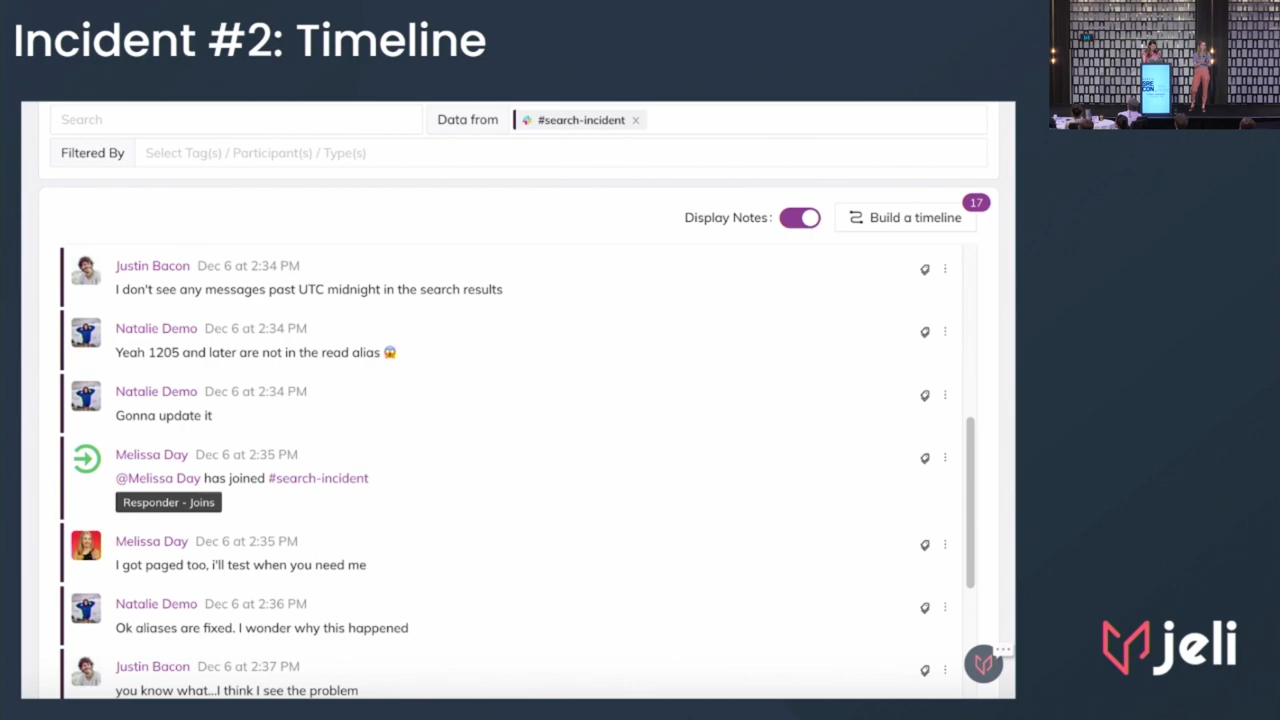 Incident #2: Timeline
Search
Data from
#search-incident ×
Filtered By
Select Tag(s) / Participant(s) / Type(s)
17
Display Notes:
Build a timeline
Justin Bacon Dec 6 at 2:34 PM
I don't see any messages past UTC midnight in the search results
Natalie Demo Dec 6 at 2:34 PM
Yeah 1205 and later are not in the read alias 😱
Natalie Demo Dec 6 at 2:34 PM
Gonna update it
Melissa Day Dec 6 at 2:35 PM
@Melissa Day has joined #search-incident
Responder - Joins
Melissa Day Dec 6 at 2:35 PM
I got paged too, i'll test when you need me
Natalie Demo Dec 6 at 2:36 PM
Ok aliases are fixed. I wonder why this happened
Justin Bacon Dec 6 at 2:37 PM
you know what...I think I see the problem
jeli
SRE
CON